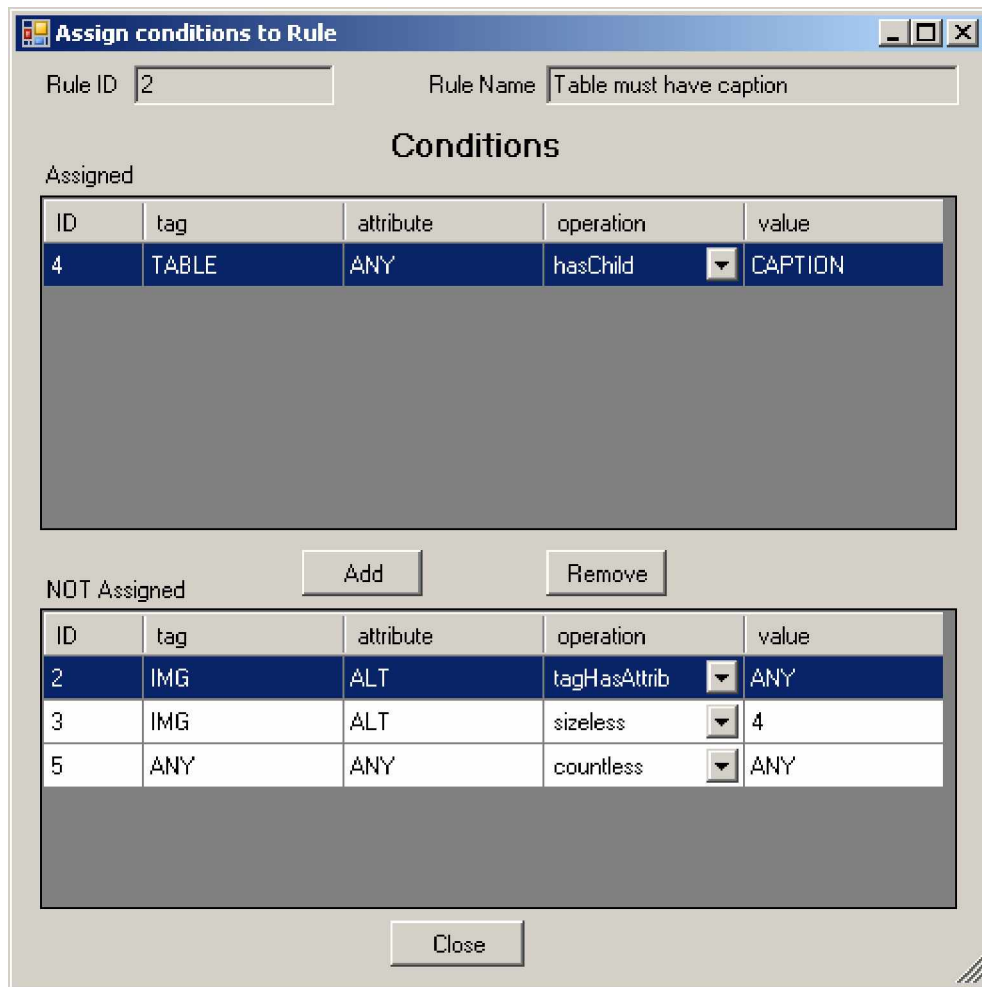 Assign conditions to Rule
Rule ID 2 Rule Name Table must have caption
Conditions
Assigned
ID tag attribute operation value
4 TABLE ANY hasChild CAPTION
Add Remove
NOT Assigned
ID tag attribute operation value
2 IMG ALT tagHasAttrib ANY
3 IMG ALT sizeless 4
5 ANY ANY countless ANY
Close